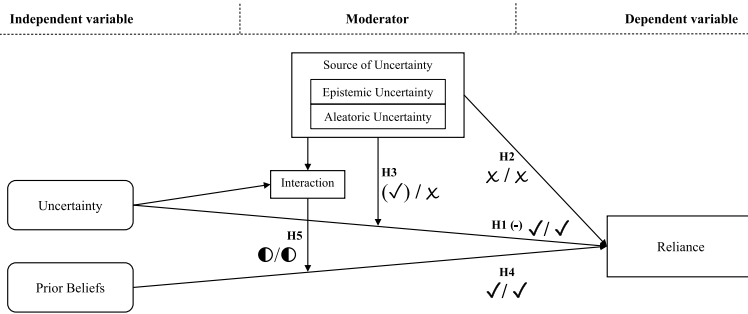 Independent variable
Moderator
Dependent variable
Source of Uncertainty
Epistemic Uncertainty
Aleatoric Uncertainty
H2
✗ / ✗
H3
(✓) / ✗
Interaction
Uncertainty
H1 (-) ✓/ ✓
H5
◐/◐
Reliance
H4
✓/ ✓
Prior Beliefs